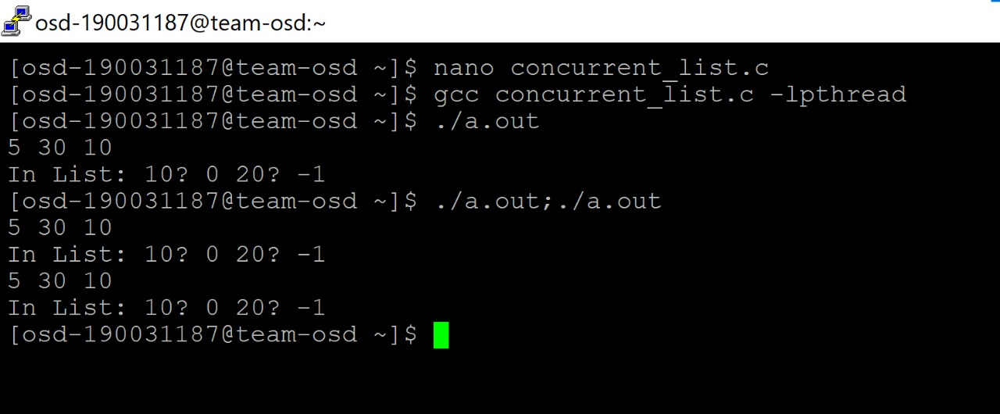 osd-190031187@team-osd:~
[osd-190031187@team-osd ~]$ nano concurrent_list.c
[osd-190031187@team-osd ~]$ gcc concurrent_list.c -lpthread
[osd-190031187@team-osd ~]$ ./a.out
5 30 10
In List: 10? 0 20? -1
[osd-190031187@team-osd ~]$ ./a.out;./a.out
5 30 10
In List: 10? 0 20? -1
5 30 10
In List: 10? 0 20? -1
[osd-190031187@team-osd ~]$